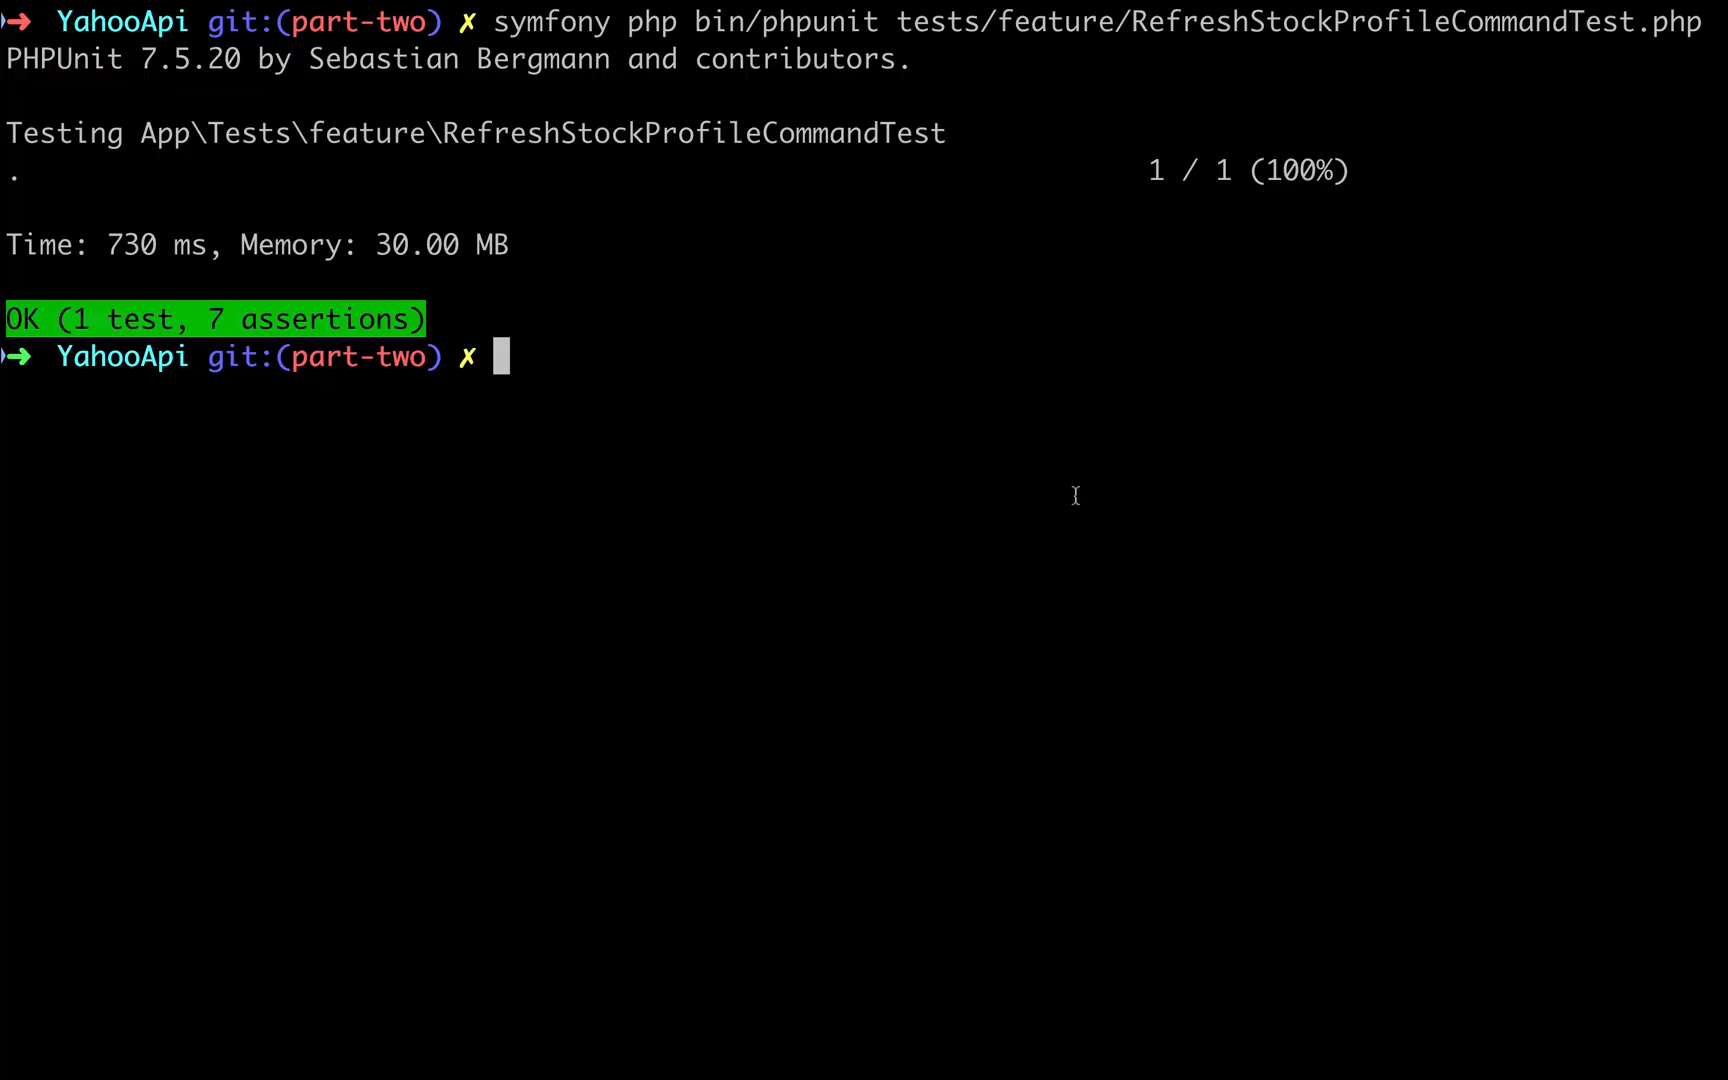 ➜ YahooApi git:(part-two) ✗ symfony php bin/phpunit tests/feature/RefreshStockProfileCommandTest.php
PHPUnit 7.5.20 by Sebastian Bergmann and contributors.
Testing App\Tests\feature\RefreshStockProfileCommandTest
. 1 / 1 (100%)
Time: 730 ms, Memory: 30.00 MB
OK (1 test, 7 assertions)
➜ YahooApi git:(part-two) ✗